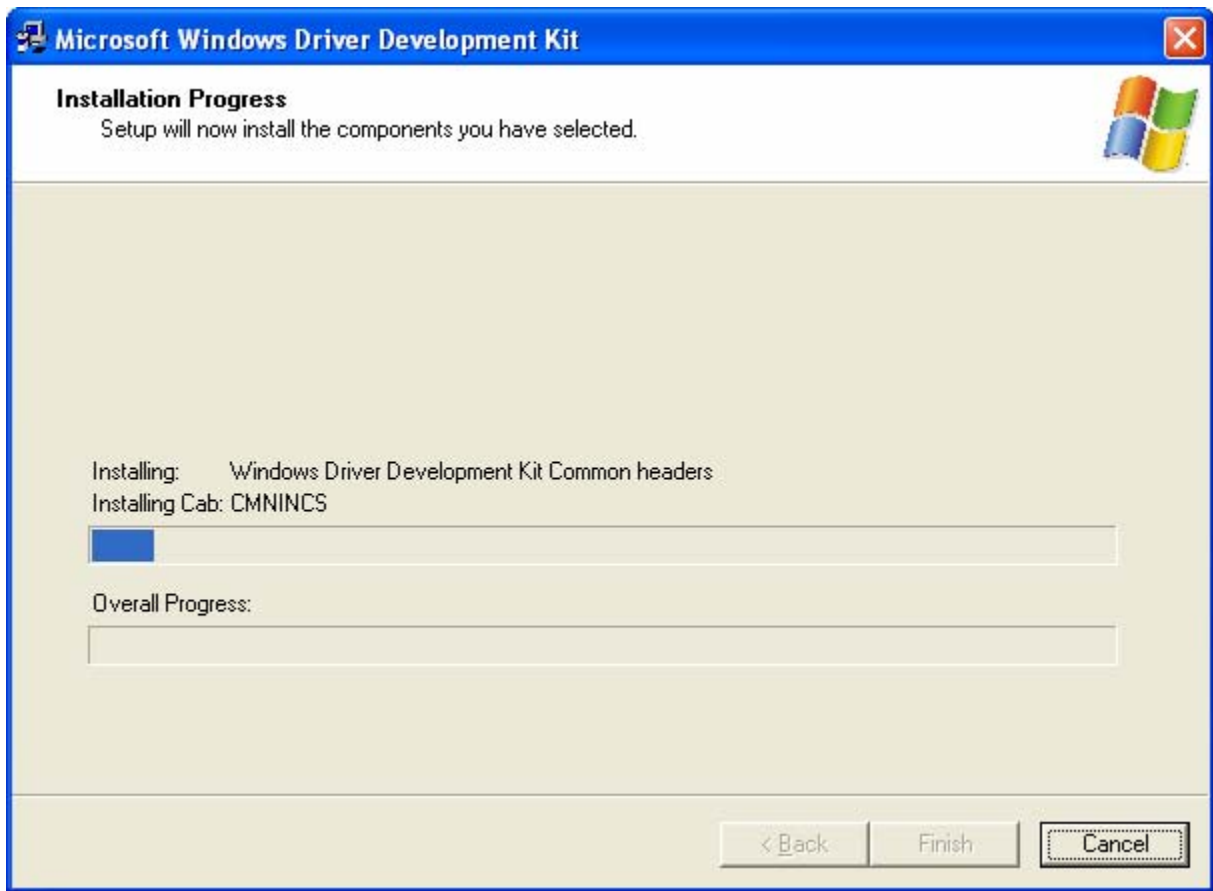 Microsoft Windows Driver Development Kit
Installation Progress
Setup will now install the components you have selected.
Installing: Windows Driver Development Kit Common headers
Installing Cab: CMNINCS
Overall Progress:
< Back Finish Cancel